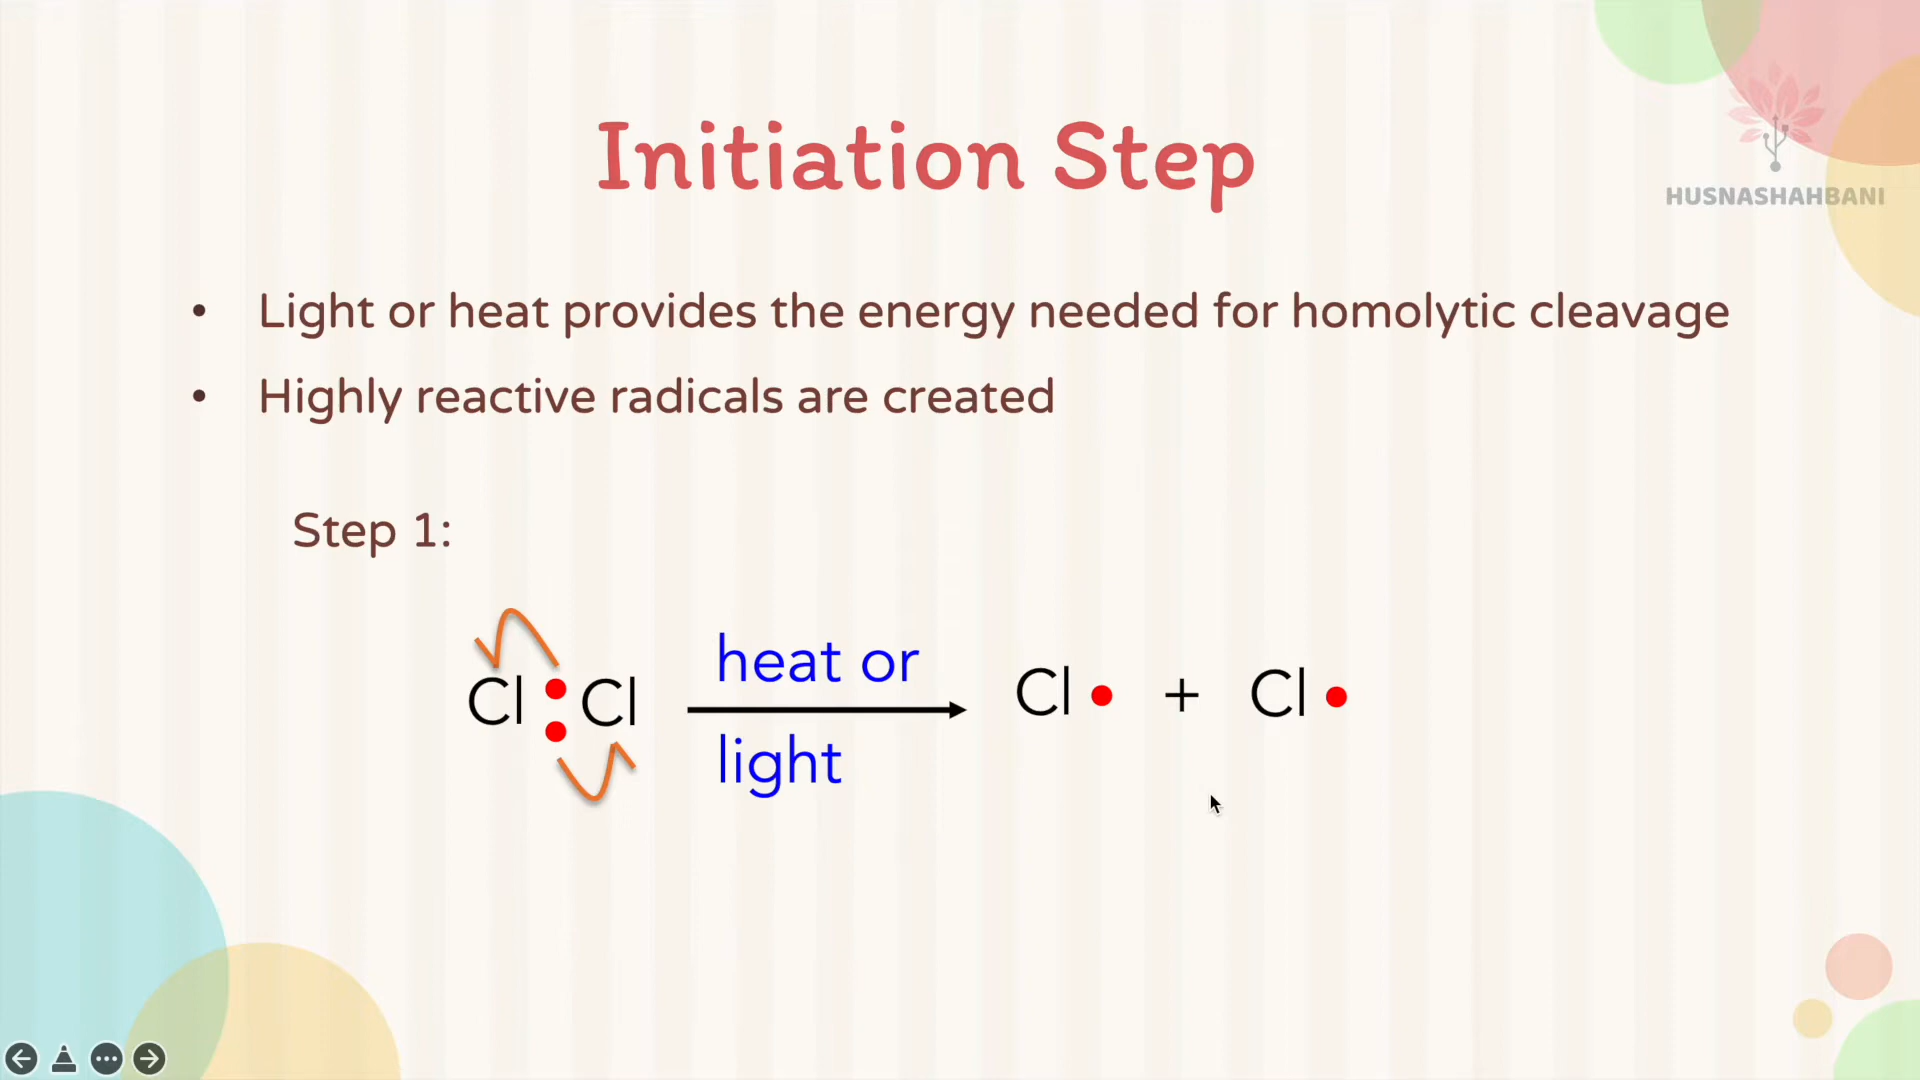 Initiation Step
HUSNASHAHBANI
• Light or heat provides the energy needed for homolytic cleavage
• Highly reactive radicals are created
Step 1:
Cl : Cl heat or light Cl • + Cl •